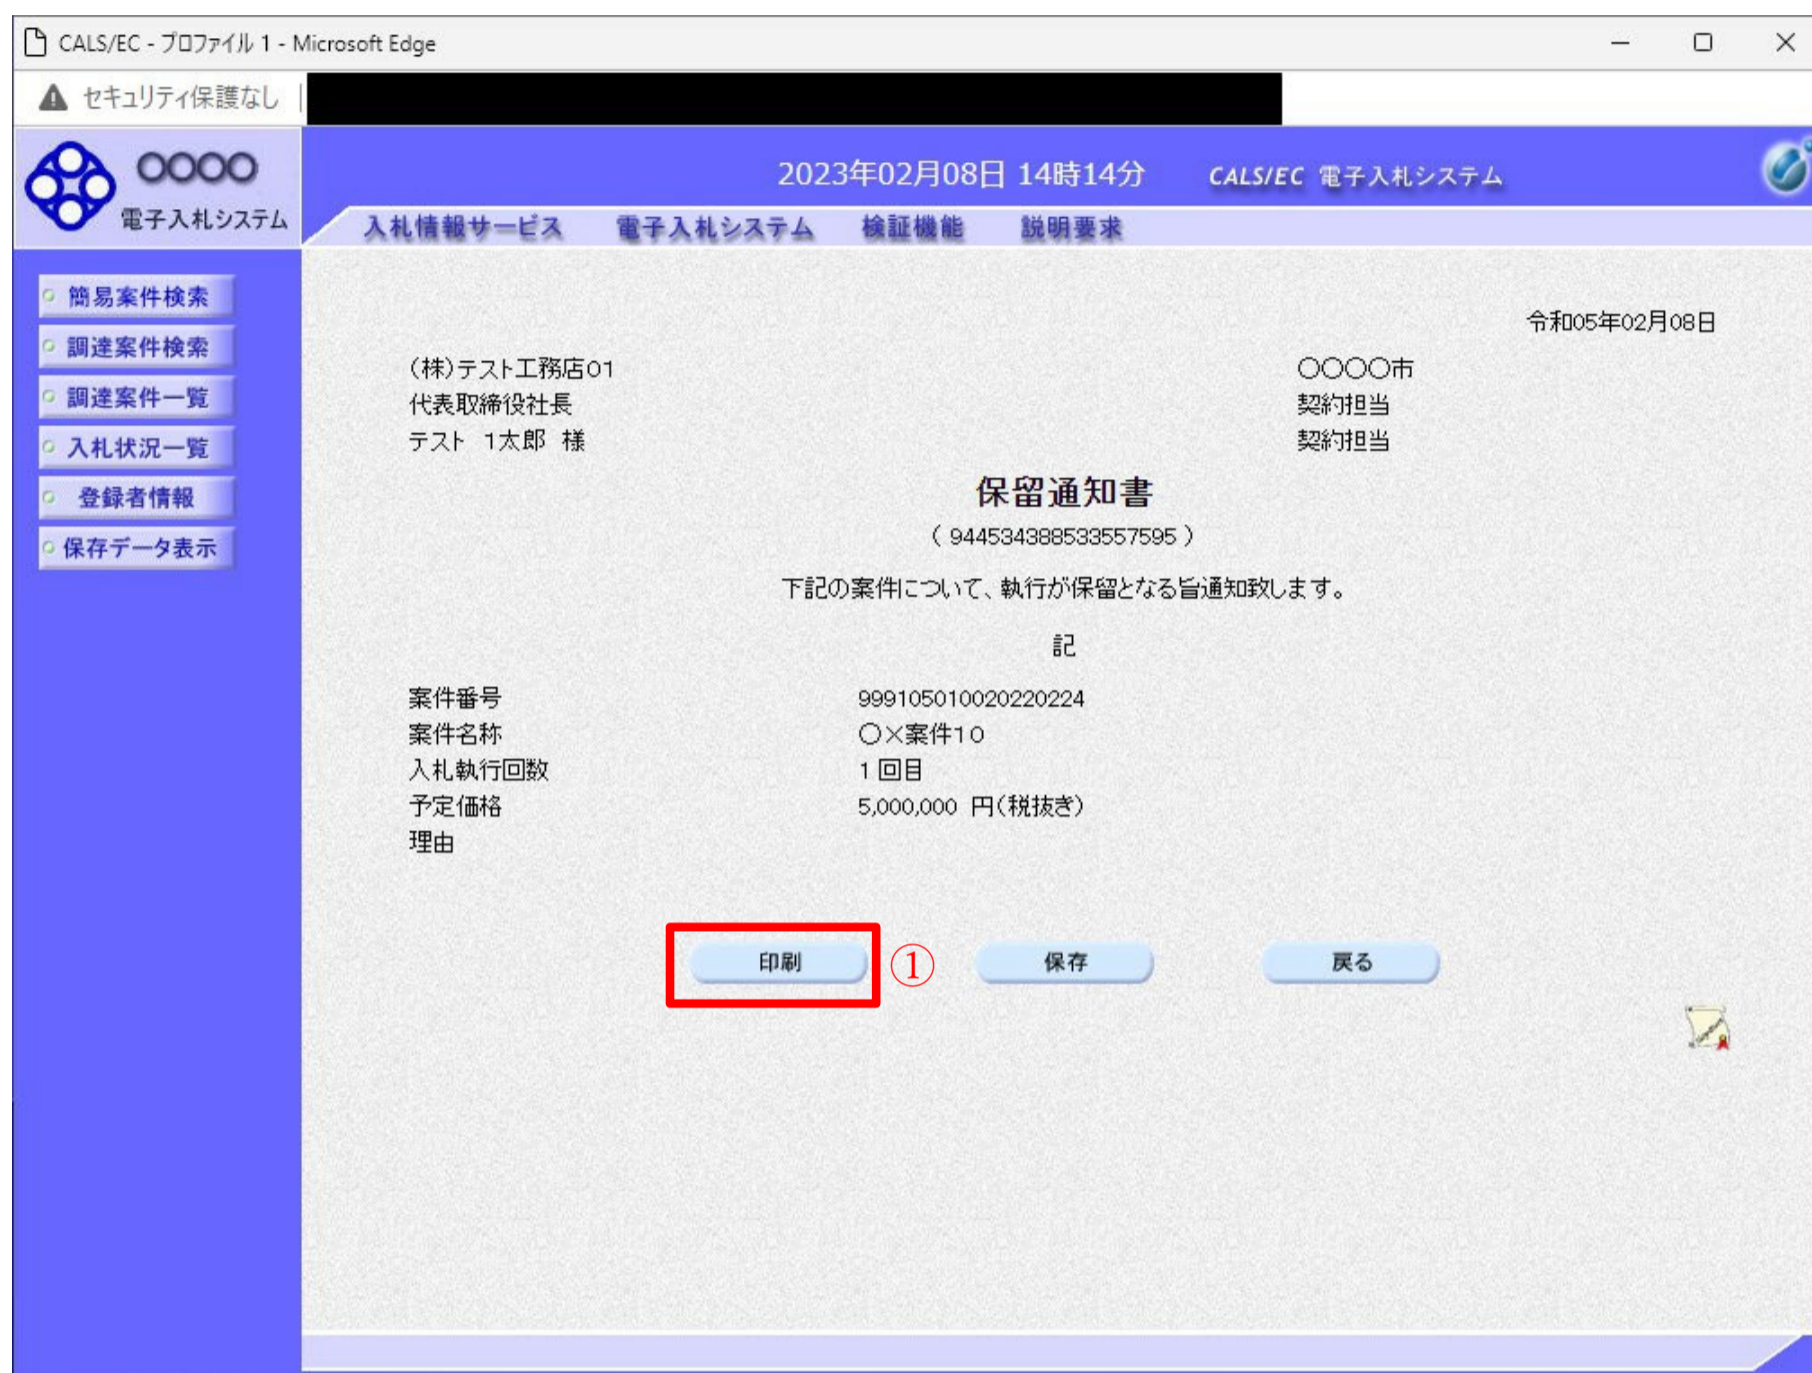 CALS/EC - プロファイル 1 - Microsoft Edge
セキュリティ保護なし
〇〇〇〇
電子入札システム
2023年02月08日 14時14分
CALS/EC 電子入札システム
入札情報サービス 電子入札システム 検証機能 説明要求
簡易案件検索
調達案件検索
調達案件一覧
入札状況一覧
登録者情報
保存データ表示
令和05年02月08日
(株)テスト工務店01
代表取締役社長
テスト 1太郎 様
〇〇〇〇市
契約担当
契約担当
保留通知書
( 944534388533557595 )
下記の案件について、執行が保留となる旨通知致します。
記
案件番号 999105010020220224
案件名称 〇×案件10
入札執行回数 1 回目
予定価格 5,000,000 円(税抜き)
理由
印刷 ① 保存 戻る